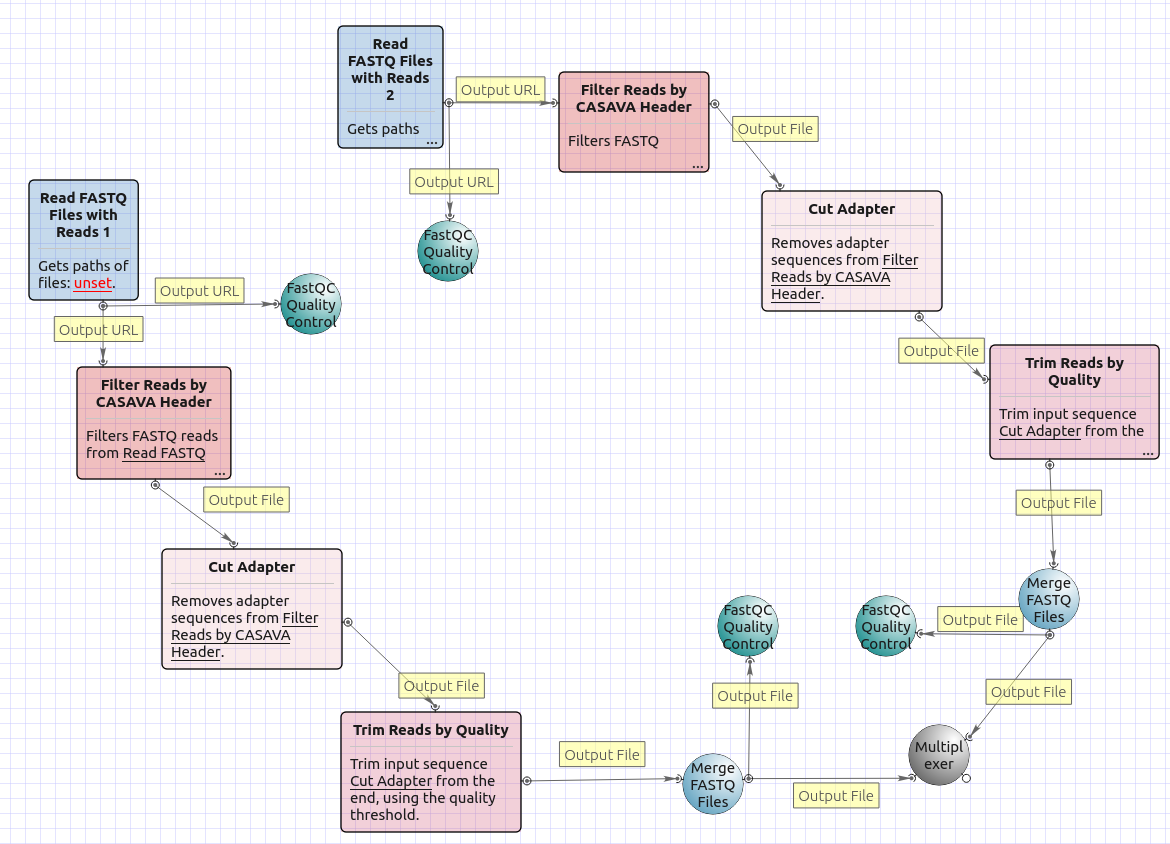 Read
FASTQ Files
with Reads
2
Gets paths
...
Output URL
Filter Reads by
CASAVA Header
Filters FASTQ
...
Output File
Output URL
FastQC
Quality
Control
Cut Adapter
Removes adapter
sequences from Filter
Reads by CASAVA
Header.
Output File
Trim Reads by
Quality
Trim input sequence
Cut Adapter from the
...
Output File
Merge
FASTQ
Files
Output File
FastQC
Quality
Control
Output File
Multipl
exer
Read FASTQ
Files with
Reads 1
Gets paths of
files: unset.
Output URL
FastQC
Quality
Control
Output URL
Filter Reads by
CASAVA Header
Filters FASTQ reads
from Read FASTQ
...
Output File
Cut Adapter
Removes adapter
sequences from Filter
Reads by CASAVA
Header.
Output File
Trim Reads by Quality
Trim input sequence
Cut Adapter from the
end, using the quality
threshold.
Output File
Merge
FASTQ
Files
Output File
FastQC
Quality
Control
Output File